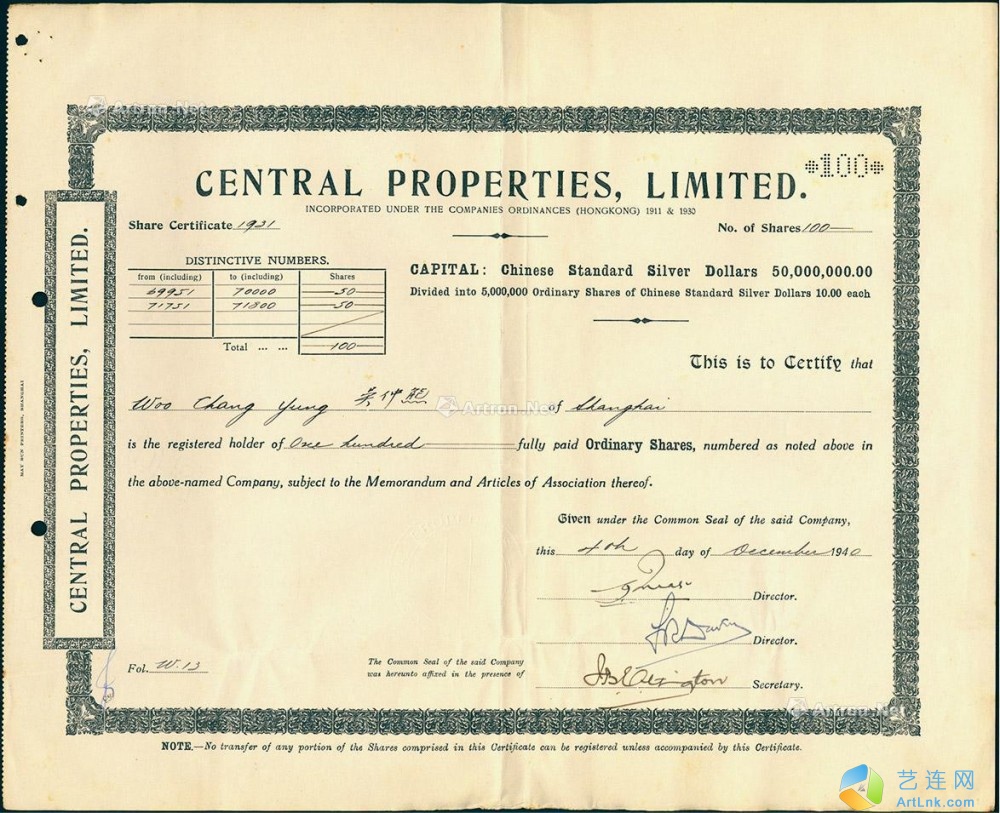 *100*
CENTRAL PROPERTIES, LIMITED.
INCORPORATED UNDER THE COMPANIES ORDINANCES (HONGKONG) 1911 & 1930
Share Certificate 1931
No. of Shares 100
DISTINCTIVE NUMBERS.
from (including) to (including) Shares
69951 70000 50
71751 71800 50
Total ... ... 100
CAPITAL: Chinese Standard Silver Dollars 50,000,000.00
Divided into 5,000,000 Ordinary Shares of Chinese Standard Silver Dollars 10.00 each
This is to Certify that
Woo Chang Yung of Shanghai
is the registered holder of One hundred fully paid Ordinary Shares, numbered as noted above in
the above-named Company, subject to the Memorandum and Articles of Association thereof.
Given under the Common Seal of the said Company,
this 4th day of December 1940
Director.
Director.
Secretary.
Fol. W.13
The Common Seal of the said Company
was hereunto affixed in the presence of
NOTE.—No transfer of any portion of the Shares comprised in this Certificate can be registered unless accompanied by this Certificate.
CENTRAL PROPERTIES, LIMITED.
Artron.Net
Artron.Net
Artron.Net
艺连网
ArtLnk.com